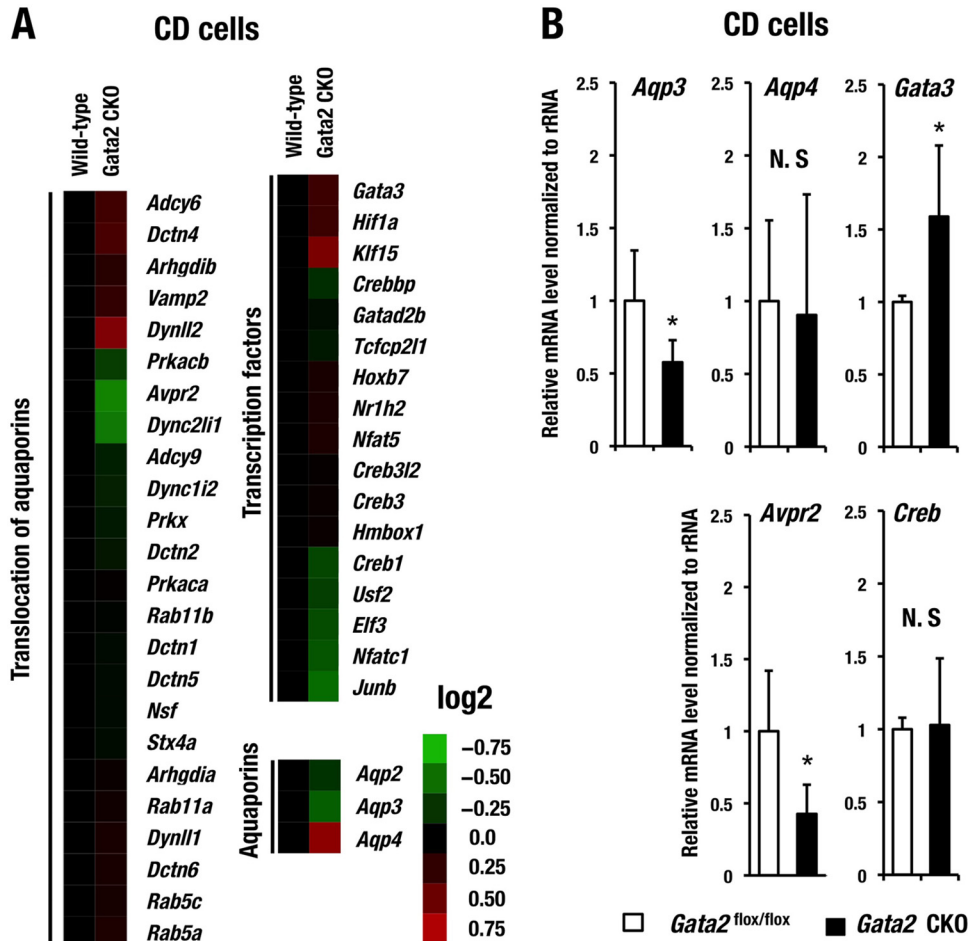 A
CD cells
Wild-type
Gata2 CKO
Translocation of aquaporins
Adcy6
Dctn4
Arhgdib
Vamp2
Dynll2
Prkacb
Avpr2
Dync2li1
Adcy9
Dync1i2
Prkx
Dctn2
Prkaca
Rab11b
Dctn1
Dctn5
Nsf
Stx4a
Arhgdia
Rab11a
Dynll1
Dctn6
Rab5c
Rab5a
Wild-type
Gata2 CKO
Transcription factors
Gata3
Hif1a
Klf15
Crebbp
Gatad2b
Tcfcp2l1
Hoxb7
Nr1h2
Nfat5
Creb3l2
Creb3
Hmbox1
Creb1
Usf2
Elf3
Nfatc1
Junb
Aquaporins
Aqp2
Aqp3
Aqp4
log2
−0.75
−0.50
−0.25
0.0
0.25
0.50
0.75
B
CD cells
Relative mRNA level normalized to rRNA
Aqp3
2.5
2
1.5
1
0.5
0
*
Aqp4
2.5
2
1.5
1
0.5
0
N. S
Gata3
2.5
2
1.5
1
0.5
0
*
Relative mRNA level normalized to rRNA
Avpr2
2.5
2
1.5
1
0.5
0
*
Creb
2.5
2
1.5
1
0.5
0
N. S
Gata2 flox/flox
Gata2 CKO